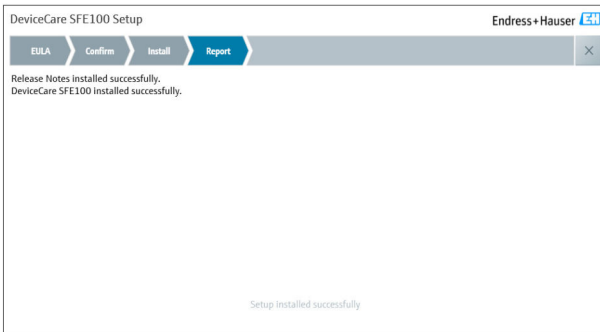 DeviceCare SFE100 Setup
Endress+Hauser EH
EULA
Confirm
Install
Report
Release Notes installed successfully.
DeviceCare SFE100 installed successfully.
Setup installed successfully